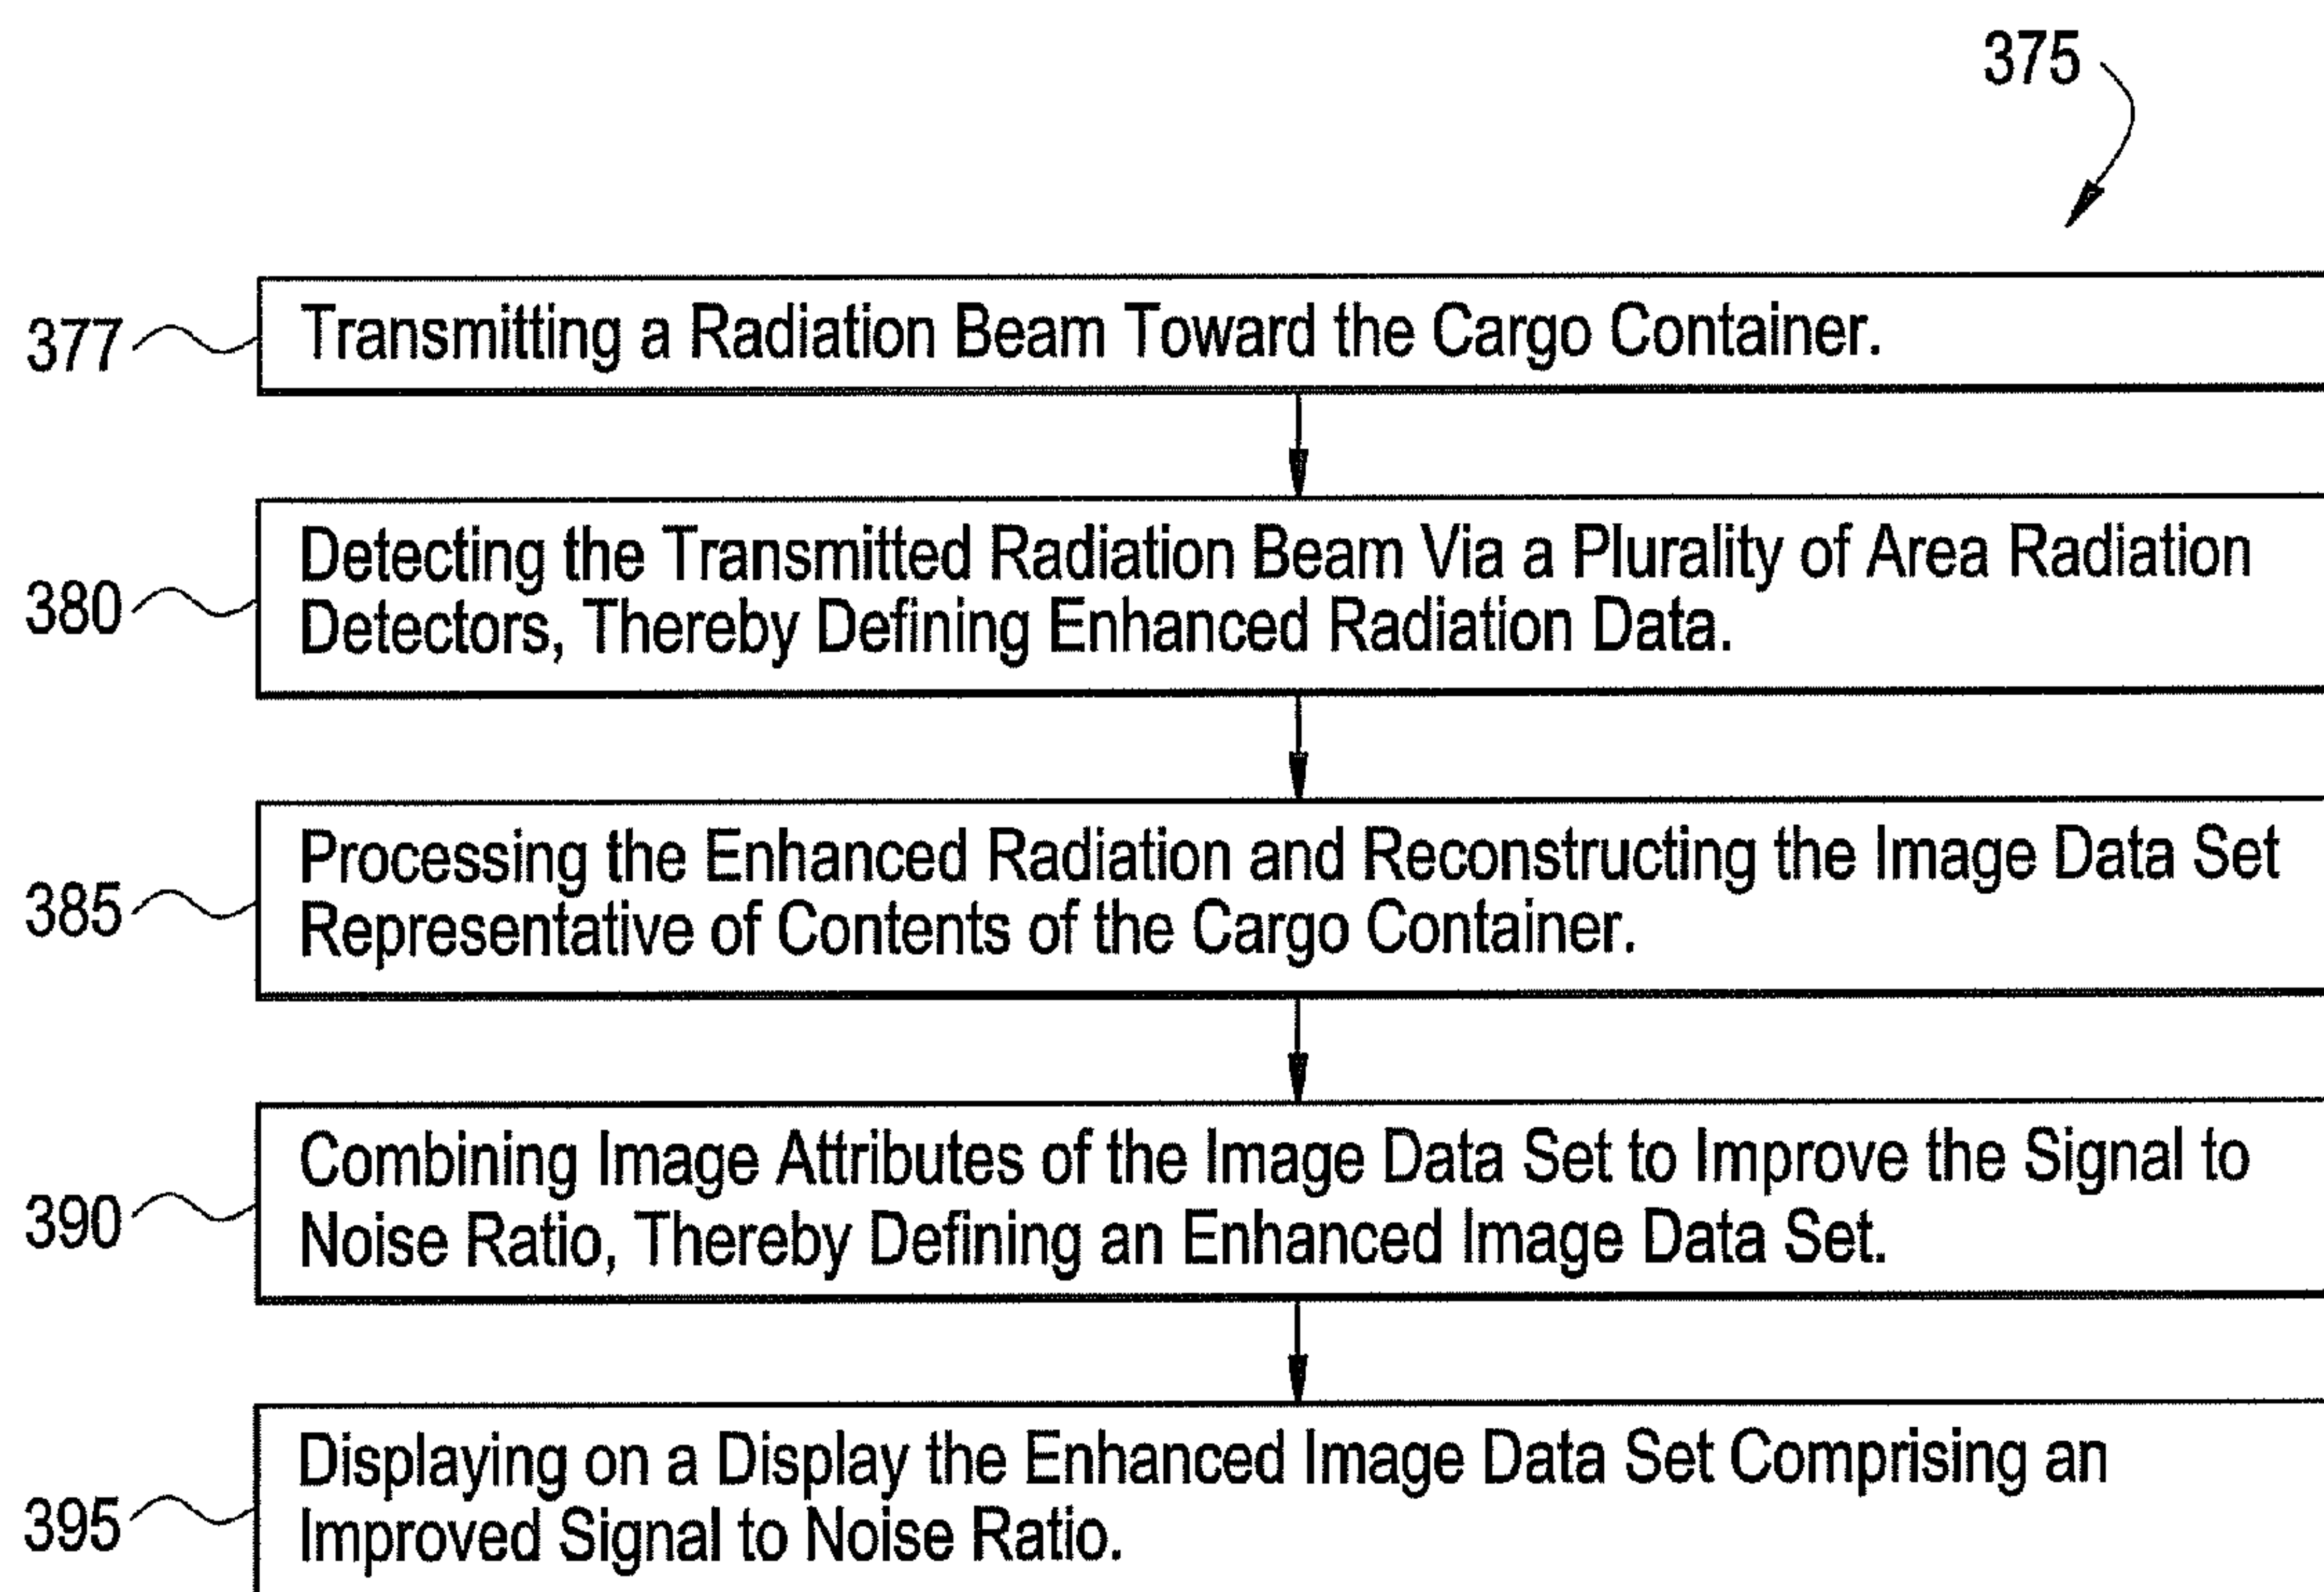 375
377
Transmitting a Radiation Beam Toward the Cargo Container.
380
Detecting the Transmitted Radiation Beam Via a Plurality of Area Radiation
Detectors, Thereby Defining Enhanced Radiation Data.
385
Processing the Enhanced Radiation and Reconstructing the Image Data Set
Representative of Contents of the Cargo Container.
390
Combining Image Attributes of the Image Data Set to Improve the Signal to
Noise Ratio, Thereby Defining an Enhanced Image Data Set.
395
Displaying on a Display the Enhanced Image Data Set Comprising an
Improved Signal to Noise Ratio.